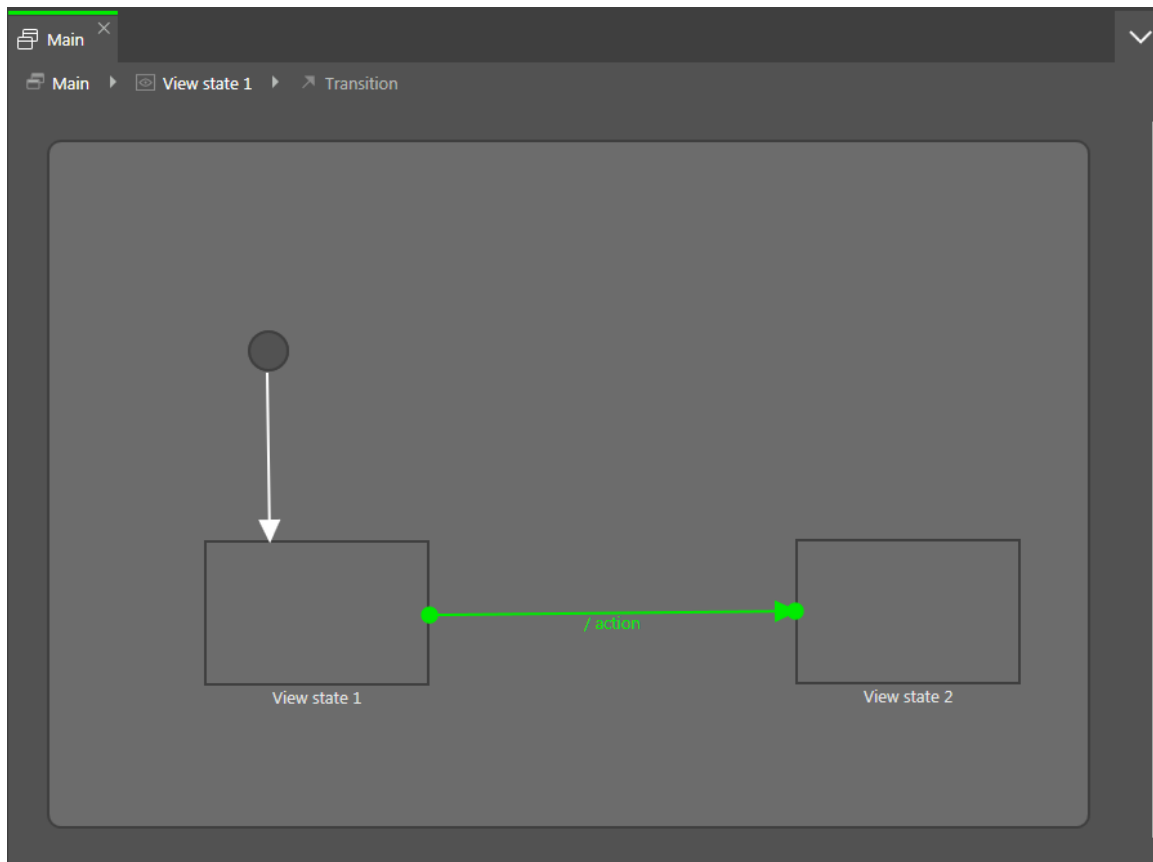 Main
Main View state 1 Transition
/ action
View state 1
View state 2